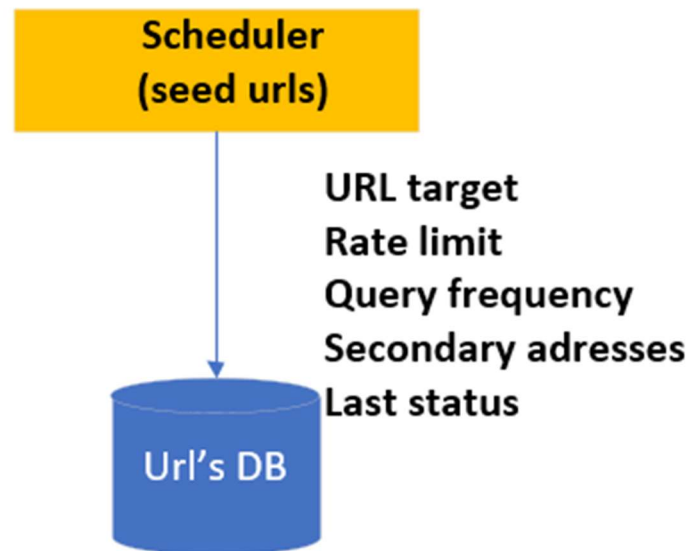 Scheduler
(seed urls)
URL target
Rate limit
Query frequency
Secondary adresses
Last status
Url’s DB